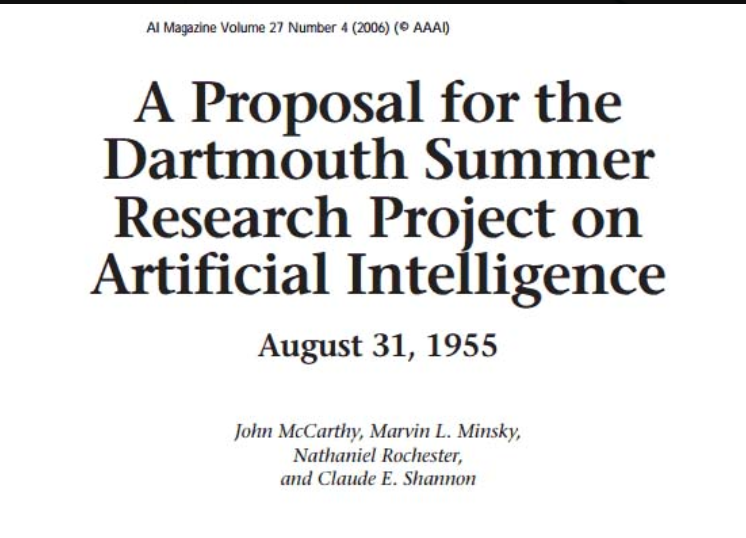 AI Magazine Volume 27 Number 4 (2006) (© AAAI)
A Proposal for the
Dartmouth Summer
Research Project on
Artificial Intelligence
August 31, 1955
John McCarthy, Marvin L. Minsky,
Nathaniel Rochester,
and Claude E. Shannon